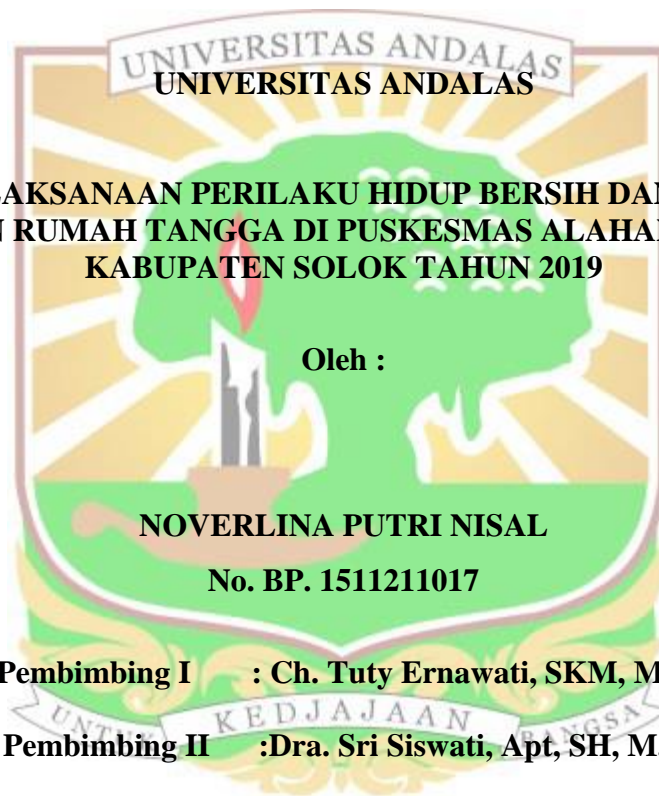 UNIVERSITAS ANDALAS
UNIVERSITAS ANDALAS
AKSANAAN PERILAKU HIDUP BERSIH DAN
RUMAH TANGGA DI PUSKESMAS ALAHAN
KABUPATEN SOLOK TAHUN 2019
Oleh :
NOVERLINA PUTRI NISAL
No. BP. 1511211017
Pembimbing I : Ch. Tuty Ernawati, SKM, M
UNTUK KEDJAJAAN BANGSA
Pembimbing II :Dra. Sri Siswati, Apt, SH, M.